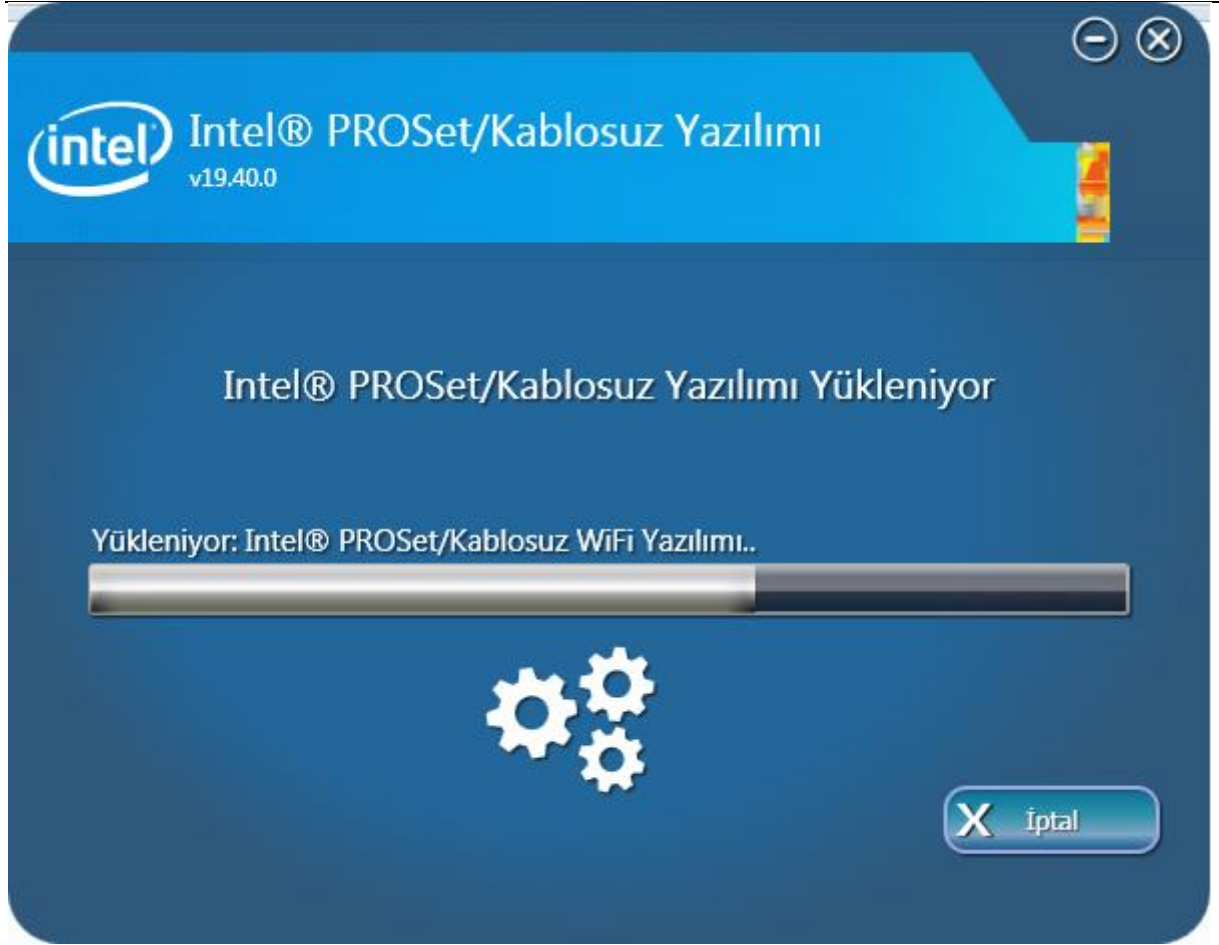 intel
Intel® PROSet/Kablosuz Yazılımı
v19.40.0
Intel® PROSet/Kablosuz Yazılımı Yükleniyor
Yükleniyor: Intel® PROSet/Kablosuz WiFi Yazılımı..
X İptal